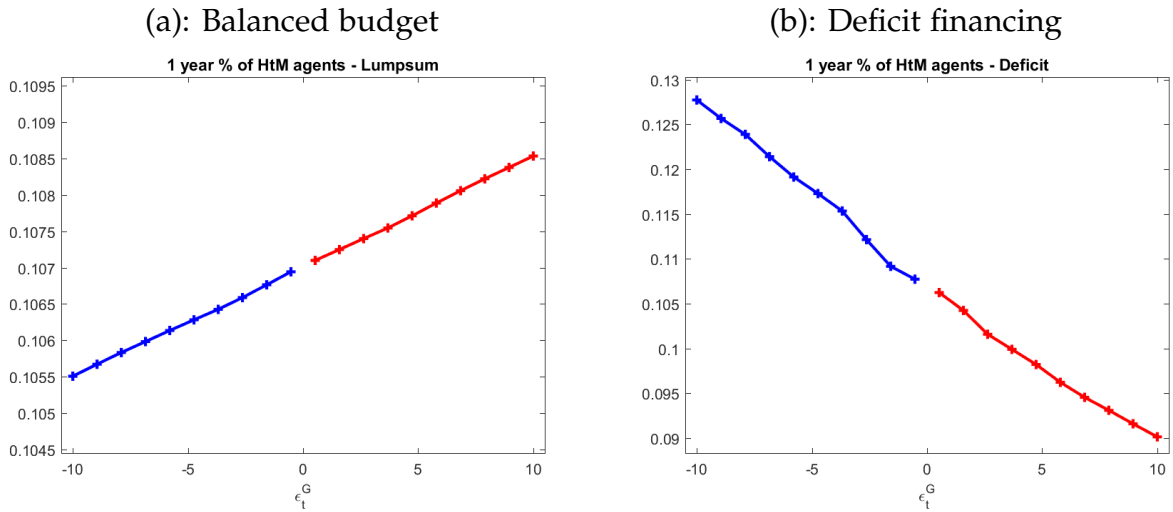 (a): Balanced budget
1 year % of HtM agents - Lumpsum
0.1095
0.109
0.1085
0.108
0.1075
0.107
0.1065
0.106
0.1055
0.105
0.1045
-10 -5 0 5 10
ϵ_t^G
(b): Deficit financing
1 year % of HtM agents - Deficit
0.13
0.125
0.12
0.115
0.11
0.105
0.1
0.095
0.09
-10 -5 0 5 10
ϵ_t^G